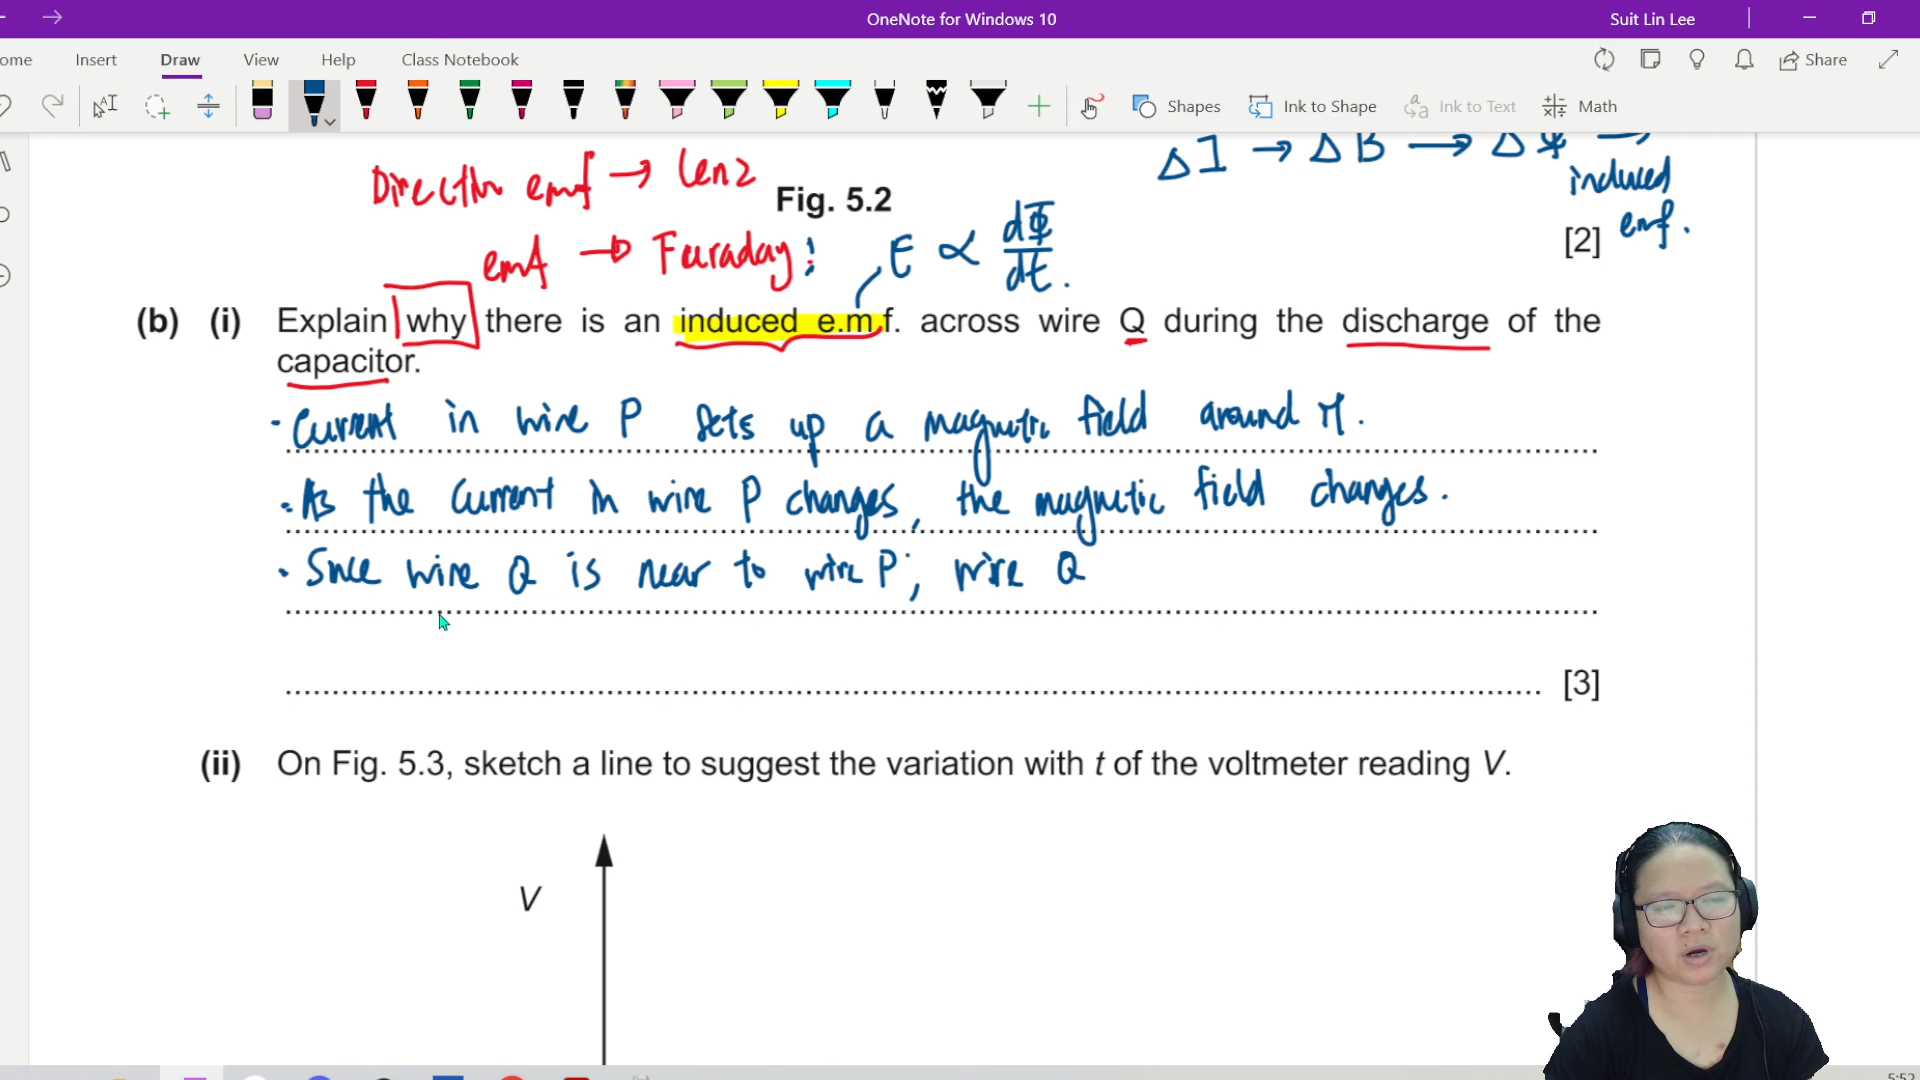 OneNote for Windows 10
Suit Lin Lee
ome Insert Draw View Help Class Notebook Share
Shapes Ink to Shape Ink to Text Math
ΔI → ΔB → ΔΦ →
induced
emf.
Direction emf → Lenz
Fig. 5.2
[2]
emf → Faraday: E ∝ dΦ/dt.
(b) (i) Explain why there is an induced e.m.f. across wire Q during the discharge of the
capacitor.
- Current in wire P sets up a magnetic field around it.
• As the current in wire P changes, the magnetic field changes.
• Since wire Q is near to wire P, wire Q
[3]
(ii) On Fig. 5.3, sketch a line to suggest the variation with t of the voltmeter reading V.
V
5:52